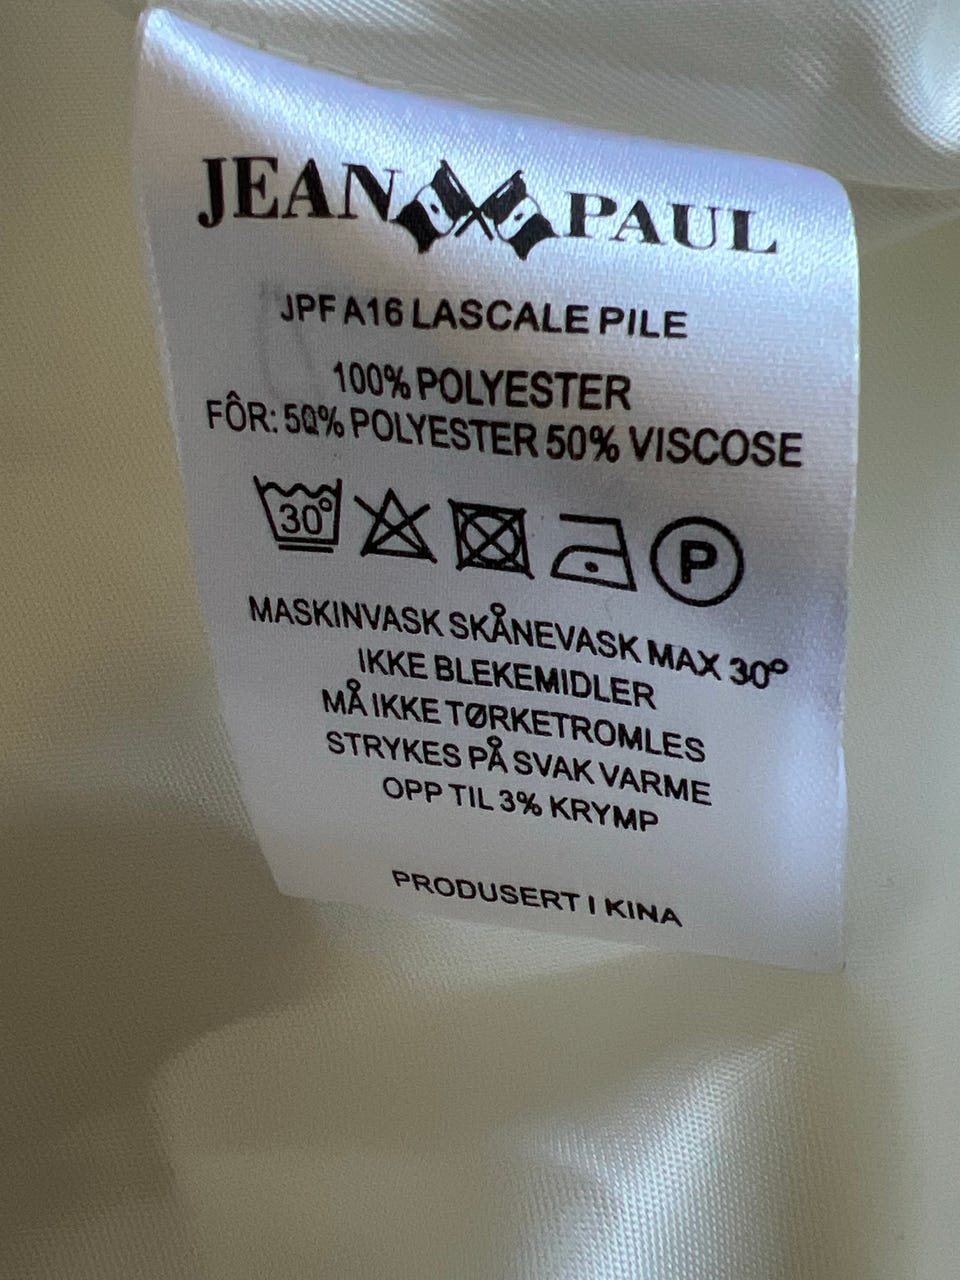 JEAN PAUL
JPF A16 LASCALE PILE
100% POLYESTER
FÔR: 50% POLYESTER 50% VISCOSE
30° P
MASKINVASK SKÅNEVASK MAX 30°
IKKE BLEKEMIDLER
MÅ IKKE TØRKETROMLES
STRYKES PÅ SVAK VARME
OPP TIL 3% KRYMP
PRODUSERT I KINA